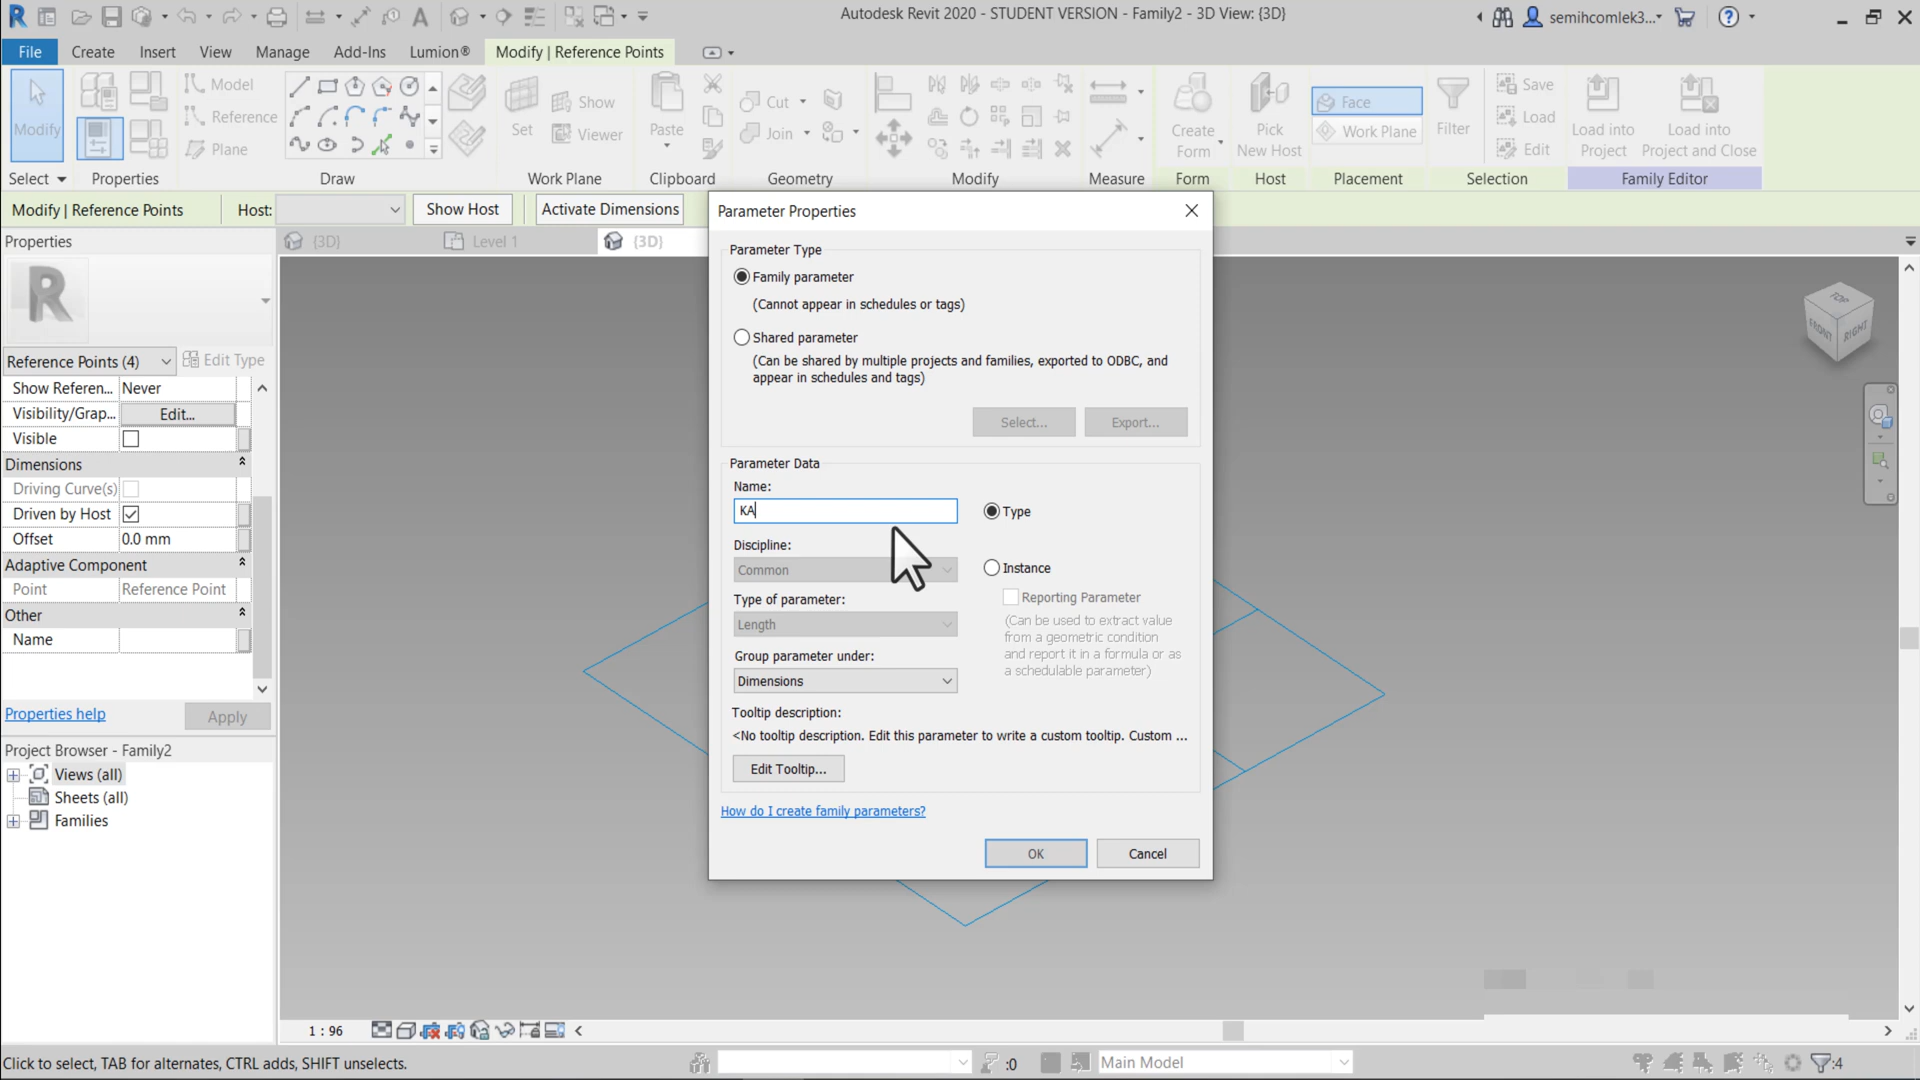 Autodesk Revit 2020 - STUDENT VERSION - Family2 - 3D View: {3D}
semihcomlek3...
File
Create
Insert
View
Manage
Add-Ins
Lumion®
Modify | Reference Points
Modify
Model
Reference
Plane
Set
Show
Viewer
Paste
Cut
Join
Create
Form
Pick
New Host
Face
Work Plane
Filter
Save
Load
Edit
Load into
Project
Load into
Project and Close
Select
Properties
Draw
Work Plane
Clipboard
Geometry
Modify
Measure
Form
Host
Placement
Selection
Family Editor
Modify | Reference Points
Host:
Show Host
Activate Dimensions
Properties
{3D}
Level 1
{3D}
R
Reference Points (4)
Edit Type
Show Referen... Never
Visibility/Grap... Edit...
Visible
Dimensions
Driving Curve(s)
Driven by Host
Offset 0.0 mm
Adaptive Component
Point Reference Point
Other
Name
Properties help
Apply
Project Browser - Family2
Views (all)
Sheets (all)
Families
Parameter Properties
Parameter Type
Family parameter
(Cannot appear in schedules or tags)
Shared parameter
(Can be shared by multiple projects and families, exported to ODBC, and
appear in schedules and tags)
Select...
Export...
Parameter Data
Name:
KA
Type
Discipline:
Common
Instance
Type of parameter:
Length
Reporting Parameter
(Can be used to extract value
from a geometric condition
and report it in a formula or as
a schedulable parameter)
Group parameter under:
Dimensions
Tooltip description:
<No tooltip description. Edit this parameter to write a custom tooltip. Custom ...
Edit Tooltip...
How do I create family parameters?
OK
Cancel
TOP
FRONT
RIGHT
1 : 96
Click to select, TAB for alternates, CTRL adds, SHIFT unselects.
:0
Main Model
:4